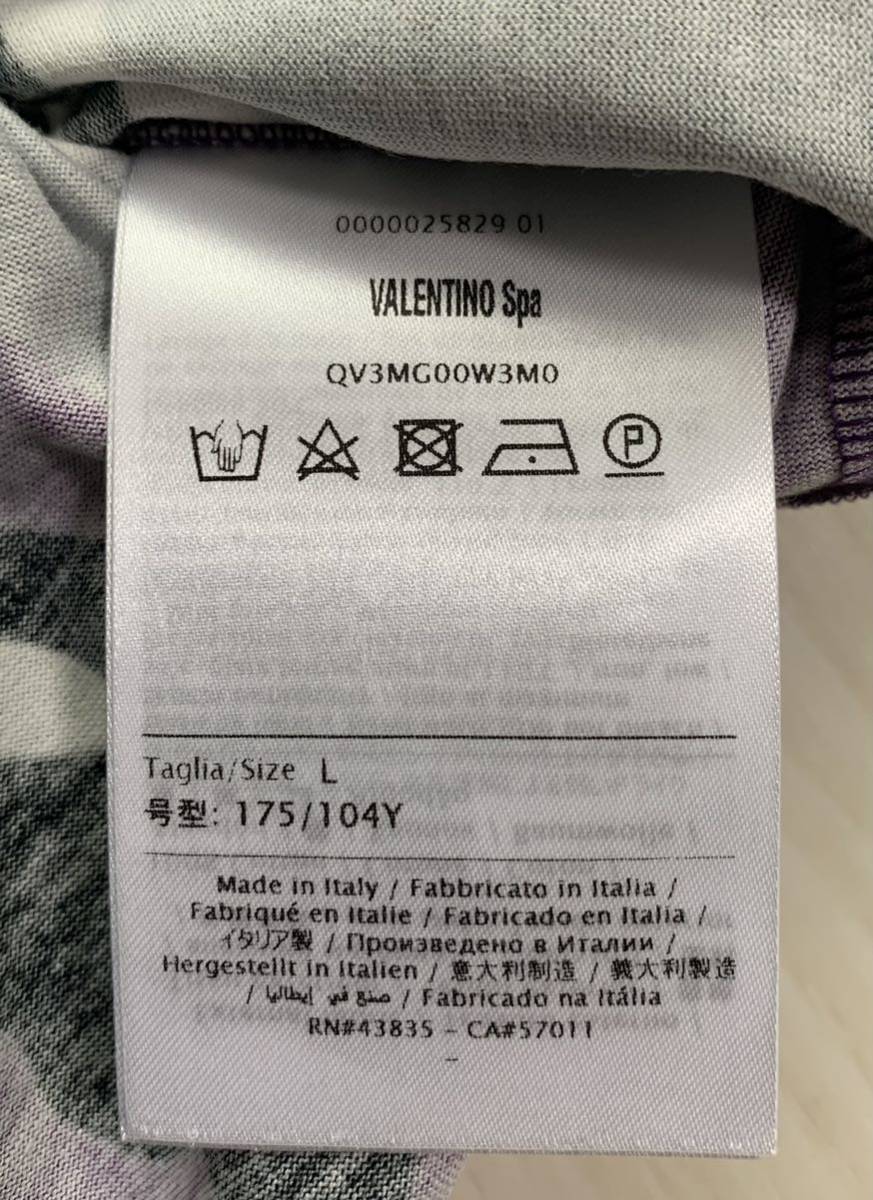 0000025829 01
VALENTINO Spa
QV3MG00W3M0
P
Taglia/Size L
号型: 175/104Y
Made in Italy / Fabbricato in Italia /
Fabriqué en Italie / Fabricado en Italia /
イタリア製 / Произведено в Италии /
Hergestellt in Italien / 意大利制造 / 義大利製造
/ صنع في إيطاليا / Fabricado na Itália
RN#43835 – CA#57011
–